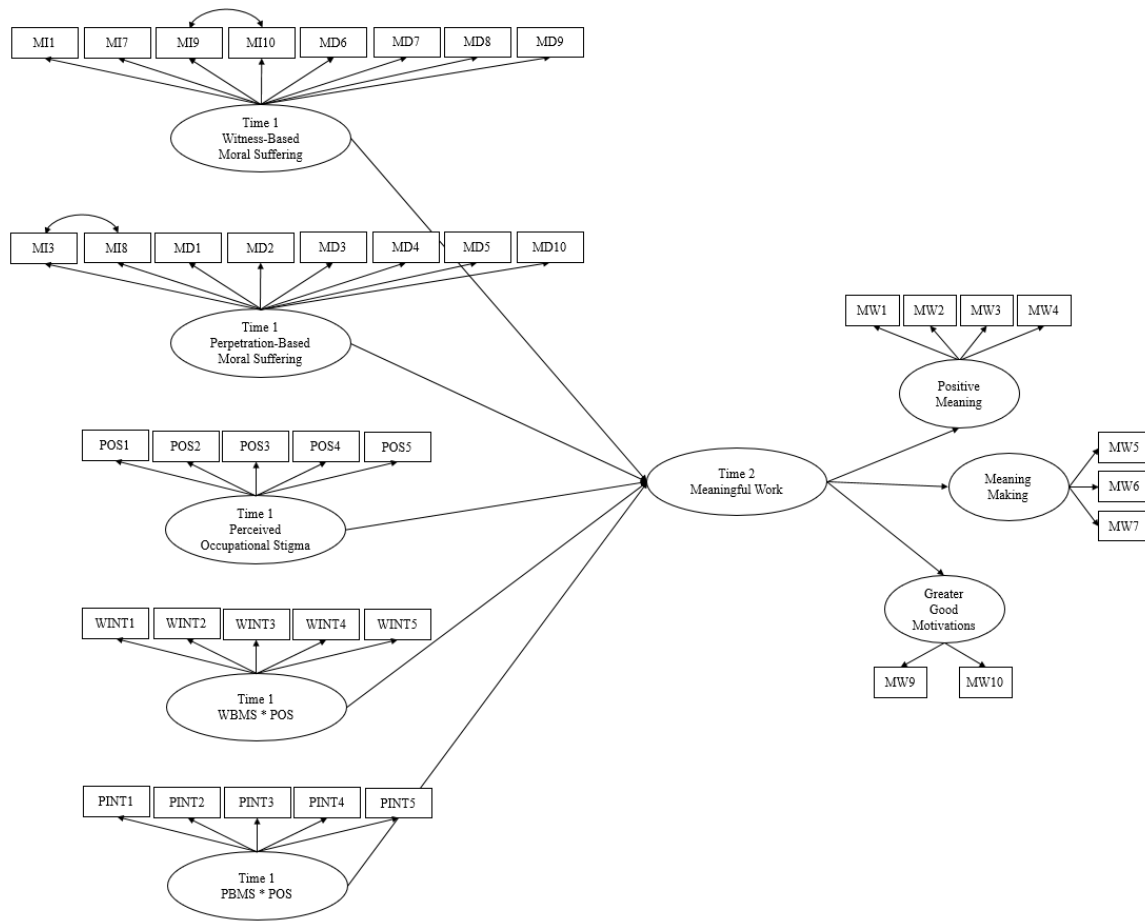 MI1 MI7 MI9 MI10 MD6 MD7 MD8 MD9
Time 1
Witness-Based
Moral Suffering
MI3 MI8 MD1 MD2 MD3 MD4 MD5 MD10
Time 1
Perpetration-Based
Moral Suffering
POS1 POS2 POS3 POS4 POS5
Time 1
Perceived
Occupational Stigma
WINT1 WINT2 WINT3 WINT4 WINT5
Time 1
WBMS * POS
PINT1 PINT2 PINT3 PINT4 PINT5
Time 1
PBMS * POS
Time 2
Meaningful Work
MW1 MW2 MW3 MW4
Positive
Meaning
Meaning
Making
MW5
MW6
MW7
Greater
Good
Motivations
MW9 MW10